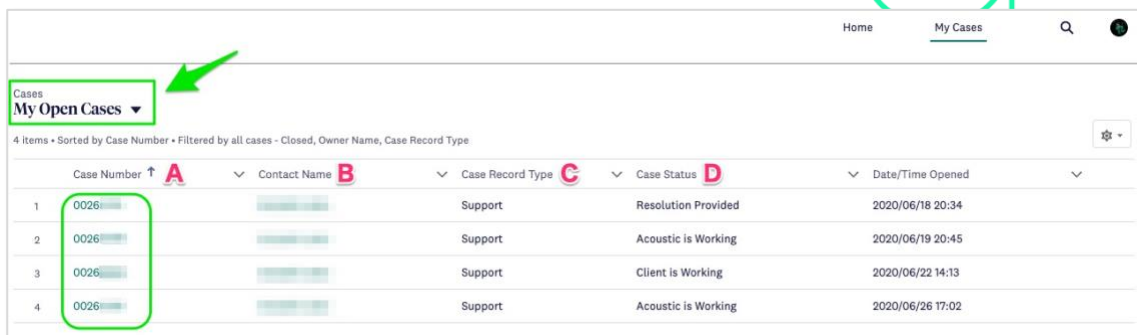 Home My Cases
Cases
My Open Cases
4 items • Sorted by Case Number • Filtered by all cases - Closed, Owner Name, Case Record Type
Case Number ↑ A Contact Name B Case Record Type C Case Status D Date/Time Opened
1 0026 Support Resolution Provided 2020/06/18 20:34
2 0026 Support Acoustic is Working 2020/06/19 20:45
3 0026 Support Client is Working 2020/06/22 14:13
4 0026 Support Acoustic is Working 2020/06/26 17:02